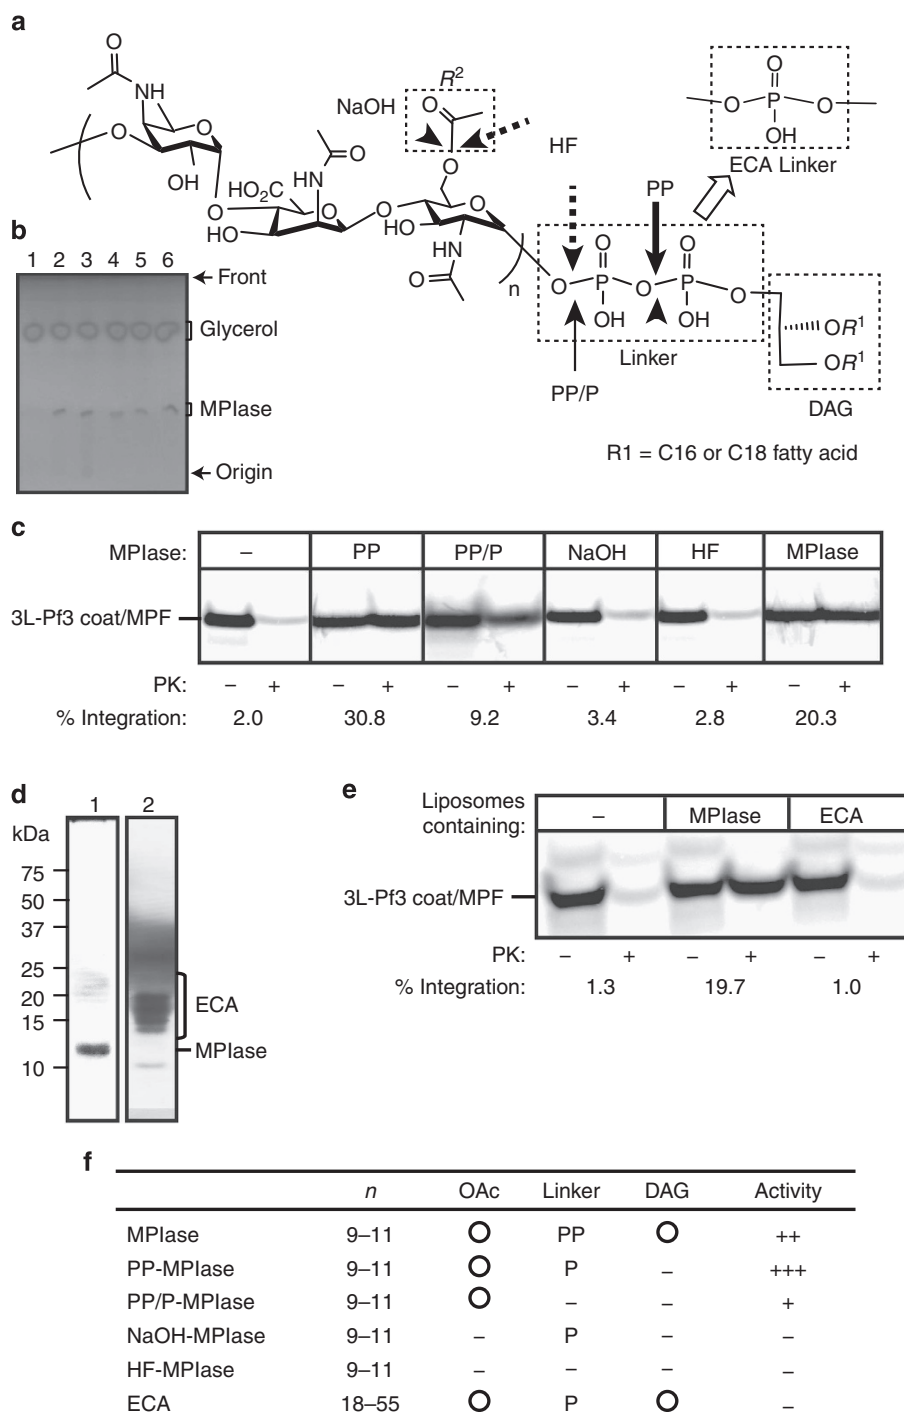 a
O
NH
O
O
OH
(
O
HO₂C
HN
O
O
HO
NaOH
R²
O
O
O
HO
HN
O
)
n
HF
PP
O
O
P
OH
O
O
P
OH
O
Linker
PP/P
O
O
P
O
OH
ECA Linker
OR¹
OR¹
DAG
R1 = C16 or C18 fatty acid
b
1 2 3 4 5 6
Front
Glycerol
MPIase
Origin
c
MPIase: – PP PP/P NaOH HF MPIase
3L-Pf3 coat/MPF
PK: – + – + – + – + – + – +
% Integration: 2.0 30.8 9.2 3.4 2.8 20.3
d
1 2
kDa
75
50
37
25
20
15
10
ECA
MPIase
e
Liposomes
containing: – MPIase ECA
3L-Pf3 coat/MPF
PK: – + – + – +
% Integration: 1.3 19.7 1.0
f
n OAc Linker DAG Activity
MPIase 9–11 O PP O ++
PP-MPIase 9–11 O P – +++
PP/P-MPIase 9–11 O – – +
NaOH-MPIase 9–11 – P – –
HF-MPIase 9–11 – – – –
ECA 18–55 O P O –